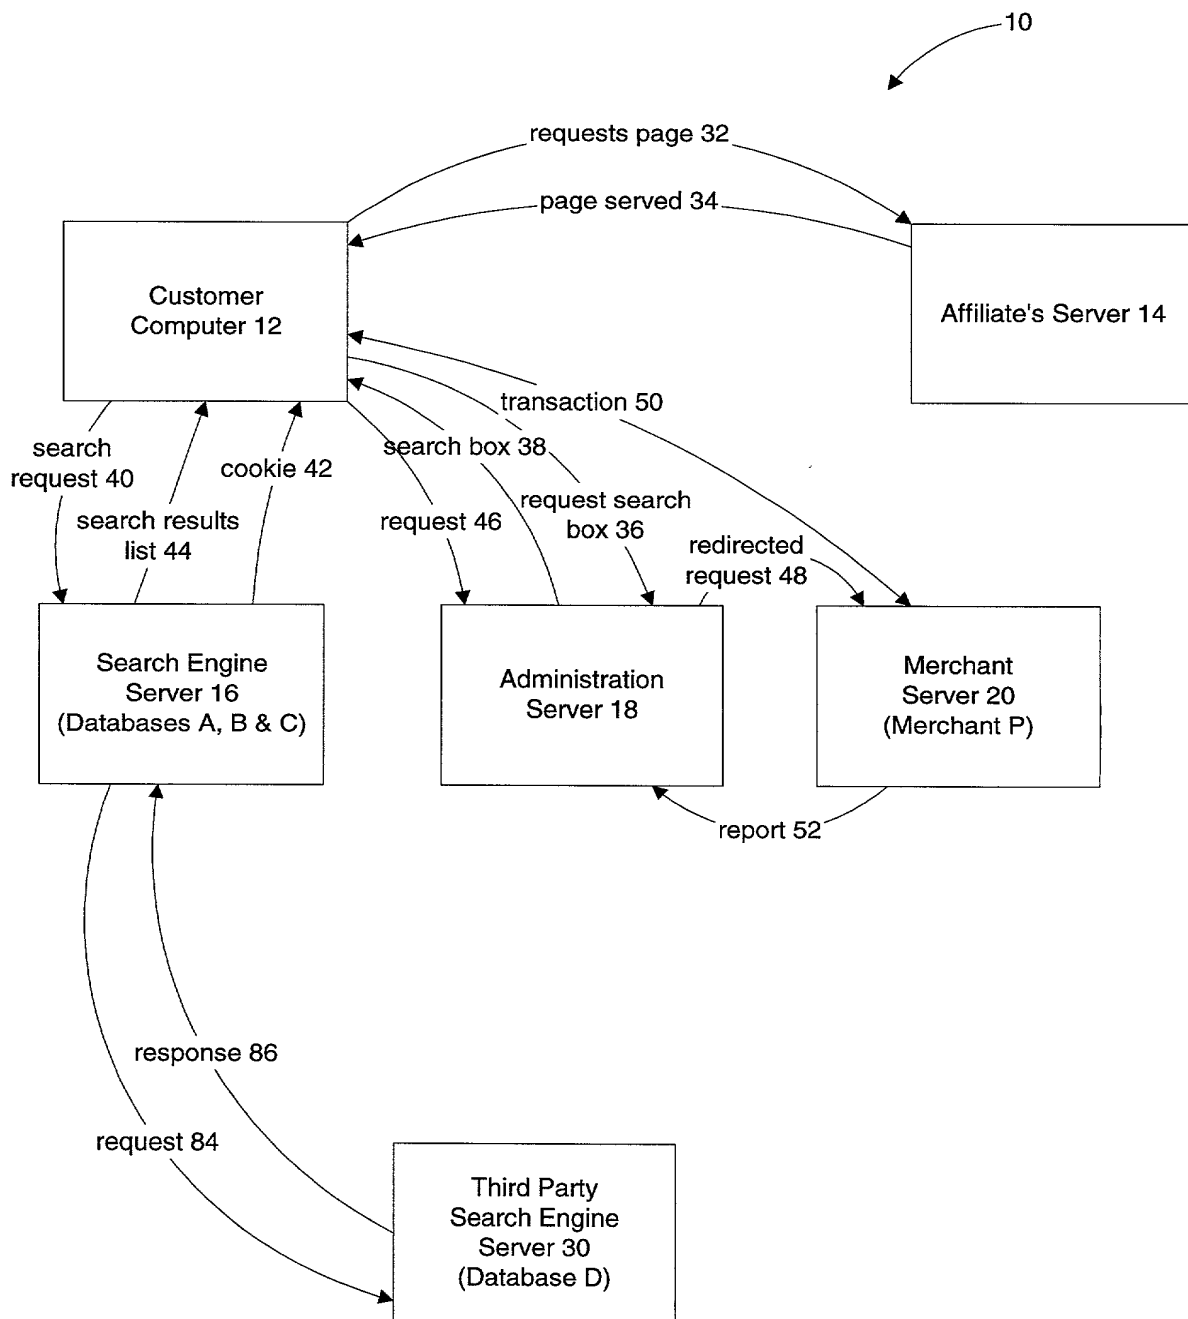 10
requests page 32
page served 34
Customer
Computer 12
Affiliate's Server 14
transaction 50
search
request 40
cookie 42
search box 38
search results
list 44
request 46
request search
box 36
redirected
request 48
Search Engine
Server 16
(Databases A, B & C)
Administration
Server 18
Merchant
Server 20
(Merchant P)
report 52
response 86
request 84
Third Party
Search Engine
Server 30
(Database D)